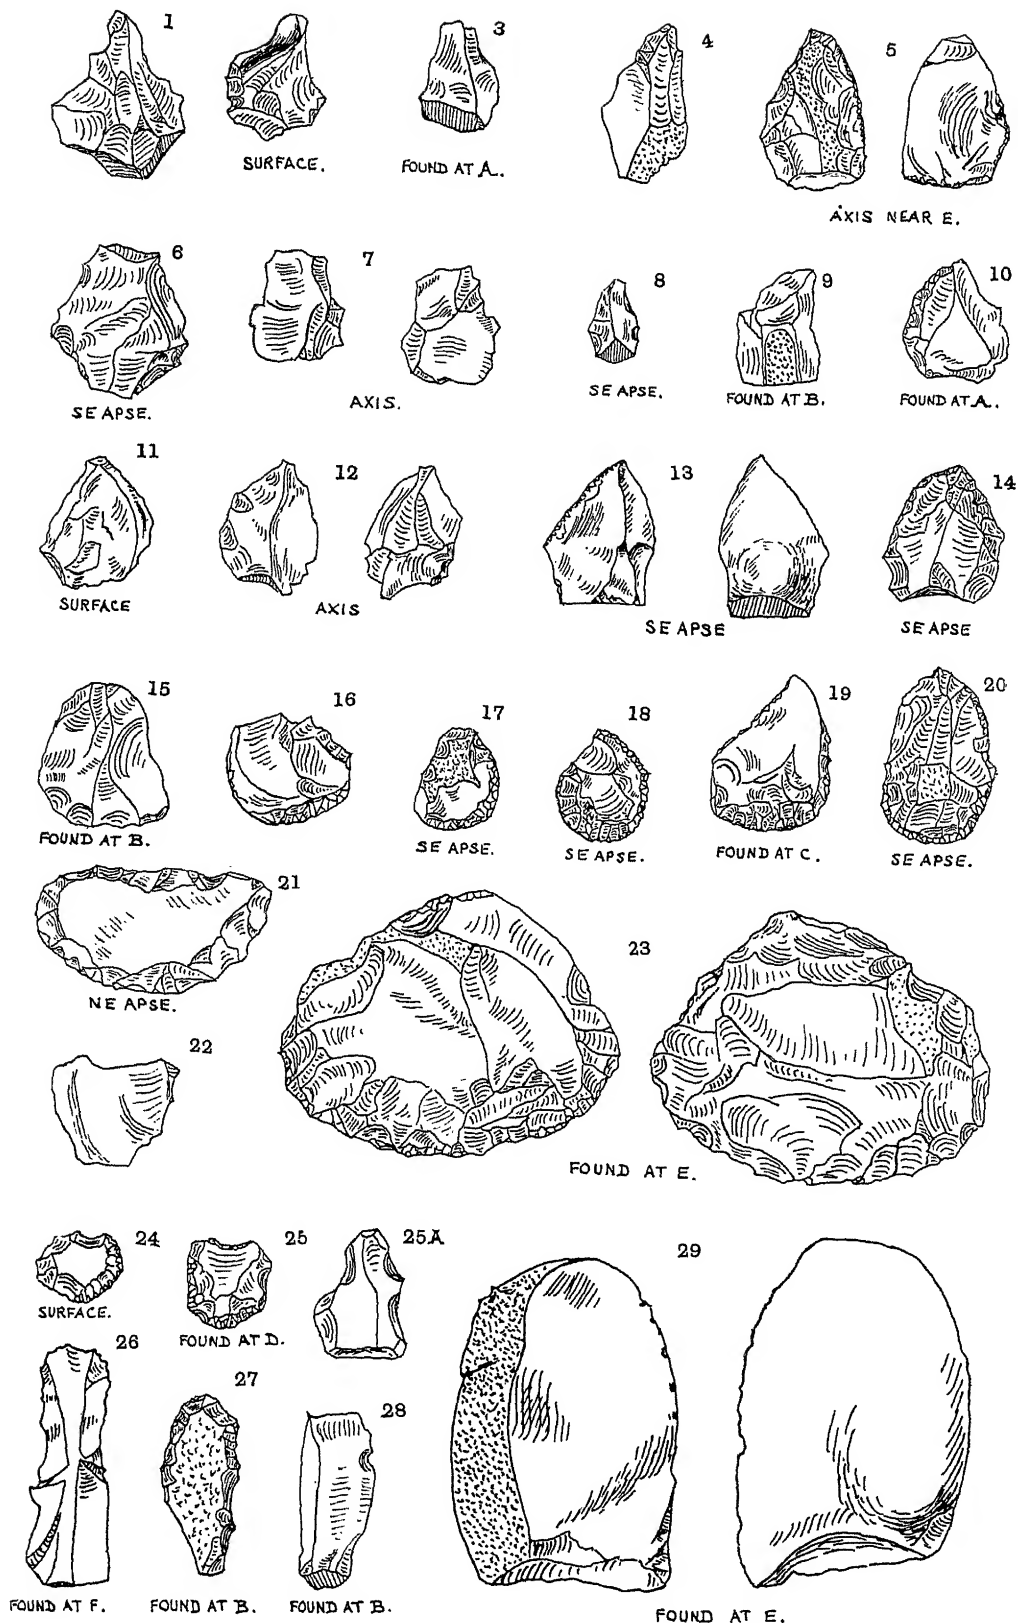 1
3
4
5
SURFACE.
FOUND AT A.
AXIS NEAR E.
6
7
8
9
10
SE APSE.
AXIS.
SE APSE.
FOUND AT B.
FOUND AT A.
11
12
13
14
SURFACE
AXIS
SE APSE
SE APSE
15
16
17
18
19
20
FOUND AT B.
SE APSE.
SE APSE.
FOUND AT C.
SE APSE.
21
NE APSE.
22
23
FOUND AT E.
24
25
25A
SURFACE.
FOUND AT D.
26
27
28
29
FOUND AT F.
FOUND AT B.
FOUND AT B.
FOUND AT E.